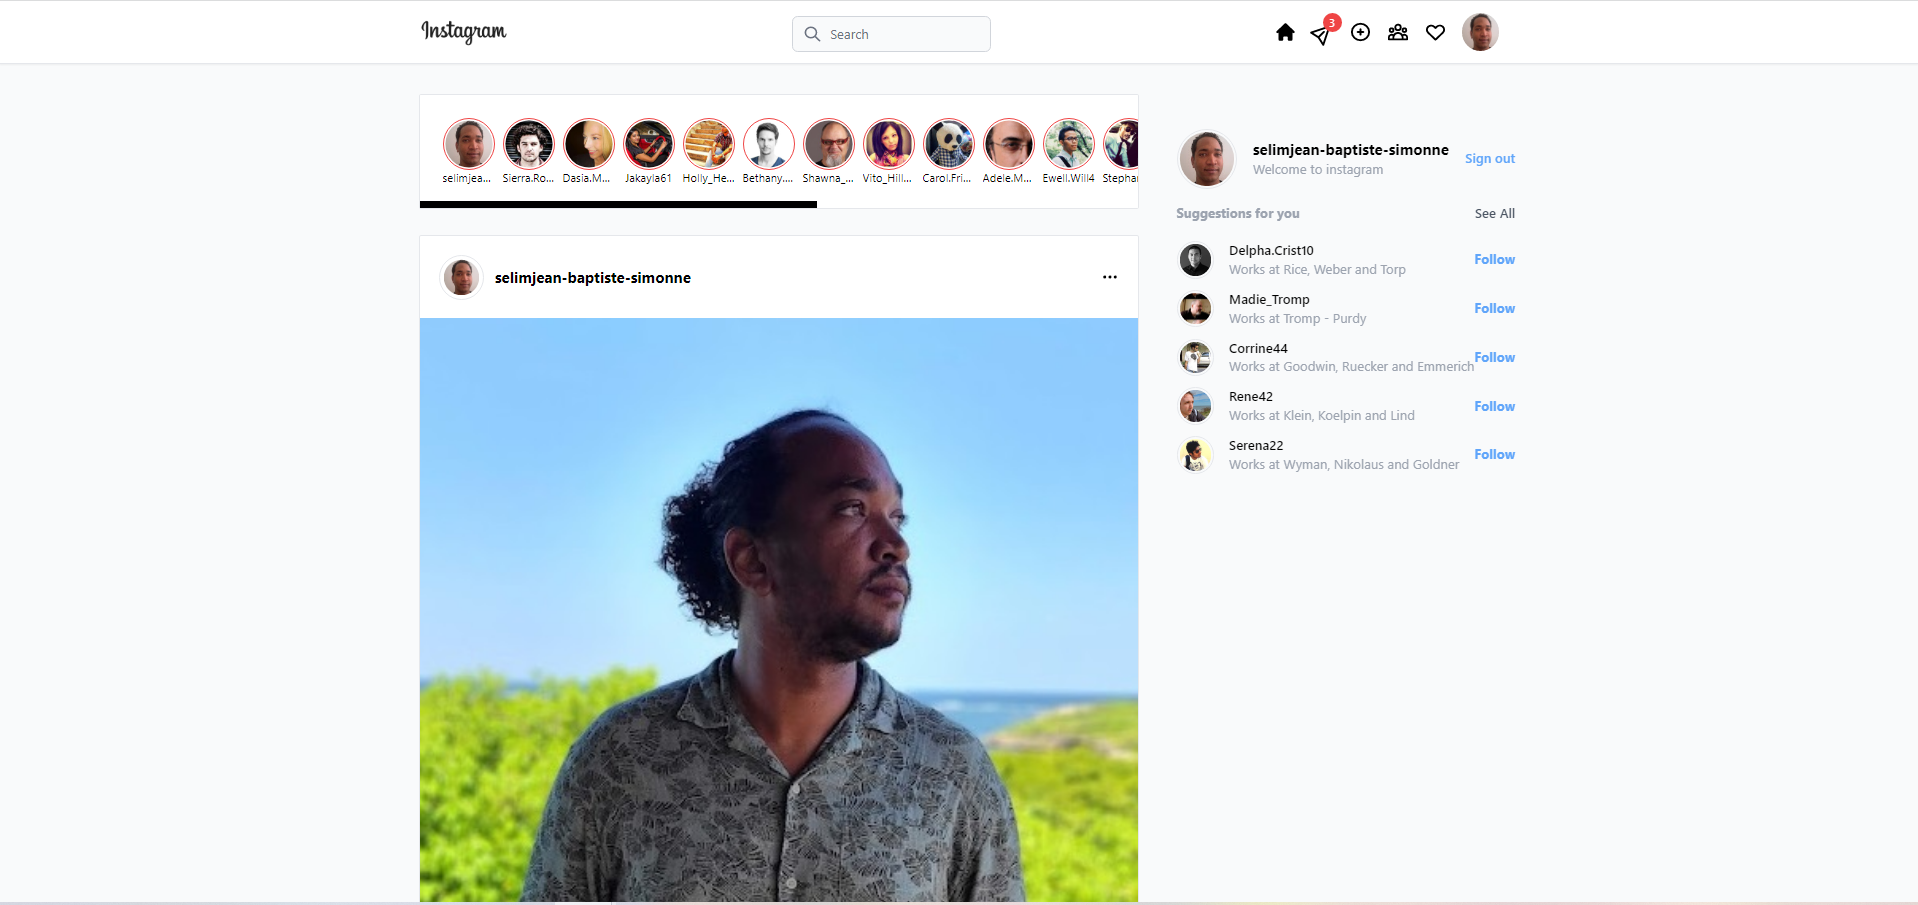 Instagram
Search
3
selimjea...
Sierra.Ro...
Dasia.M...
Jakayla61
Holly_He...
Bethany....
Shawna_...
Vito_Hill...
Carol.Fri...
Adele.M...
Ewell.Will4
Stephan
selimjean-baptiste-simonne
selimjean-baptiste-simonne
Welcome to instagram
Sign out
Suggestions for you
See All
Delpha.Crist10
Works at Rice, Weber and Torp
Follow
Madie_Tromp
Works at Tromp - Purdy
Follow
Corrine44
Works at Goodwin, Ruecker and Emmerich
Follow
Rene42
Works at Klein, Koelpin and Lind
Follow
Serena22
Works at Wyman, Nikolaus and Goldner
Follow